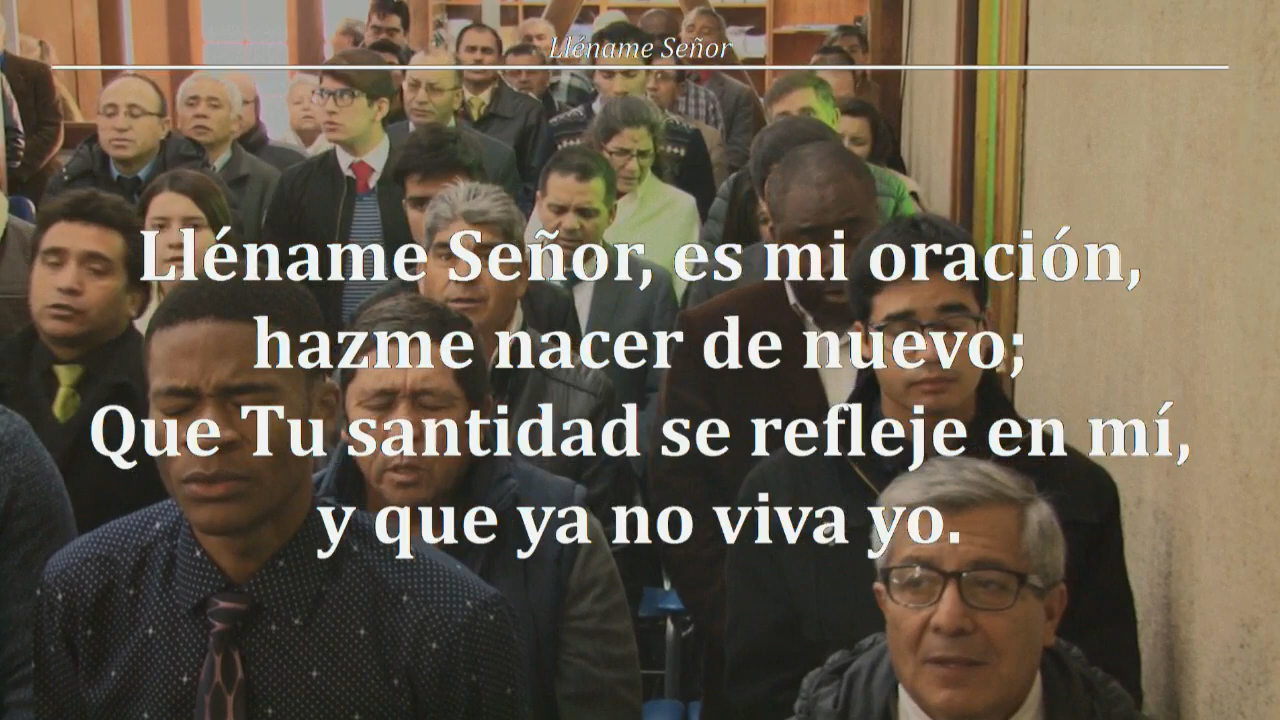 Lléname Señor
Lléname Señor, es mi oración,
hazme nacer de nuevo;
Que Tu santidad se refleje en mí,
y que ya no viva yo.